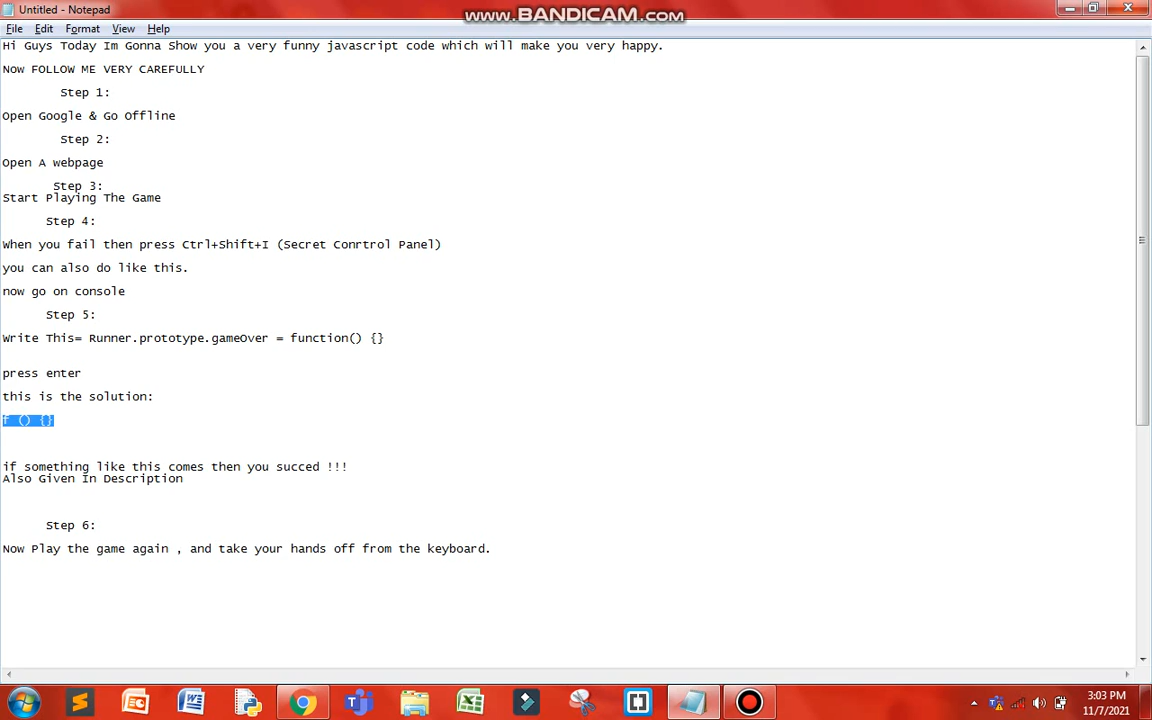 Untitled - Notepad
www.BANDICAM.com
File Edit Format View Help
Hi Guys Today Im Gonna Show you a very funny javascript code which will make you very happy.
Now FOLLOW ME VERY CAREFULLY
Step 1:
Open Google & Go Offline
Step 2:
Open A webpage
Step 3:
Start Playing The Game
Step 4:
When you fail then press Ctrl+Shift+I (Secret Conrtrol Panel)
you can also do like this.
now go on console
Step 5:
Write This= Runner.prototype.gameOver = function() {}
press enter
this is the solution:
f () {}
if something like this comes then you succed !!!
Also Given In Description
Step 6:
Now Play the game again , and take your hands off from the keyboard.
3:03 PM
11/7/2021